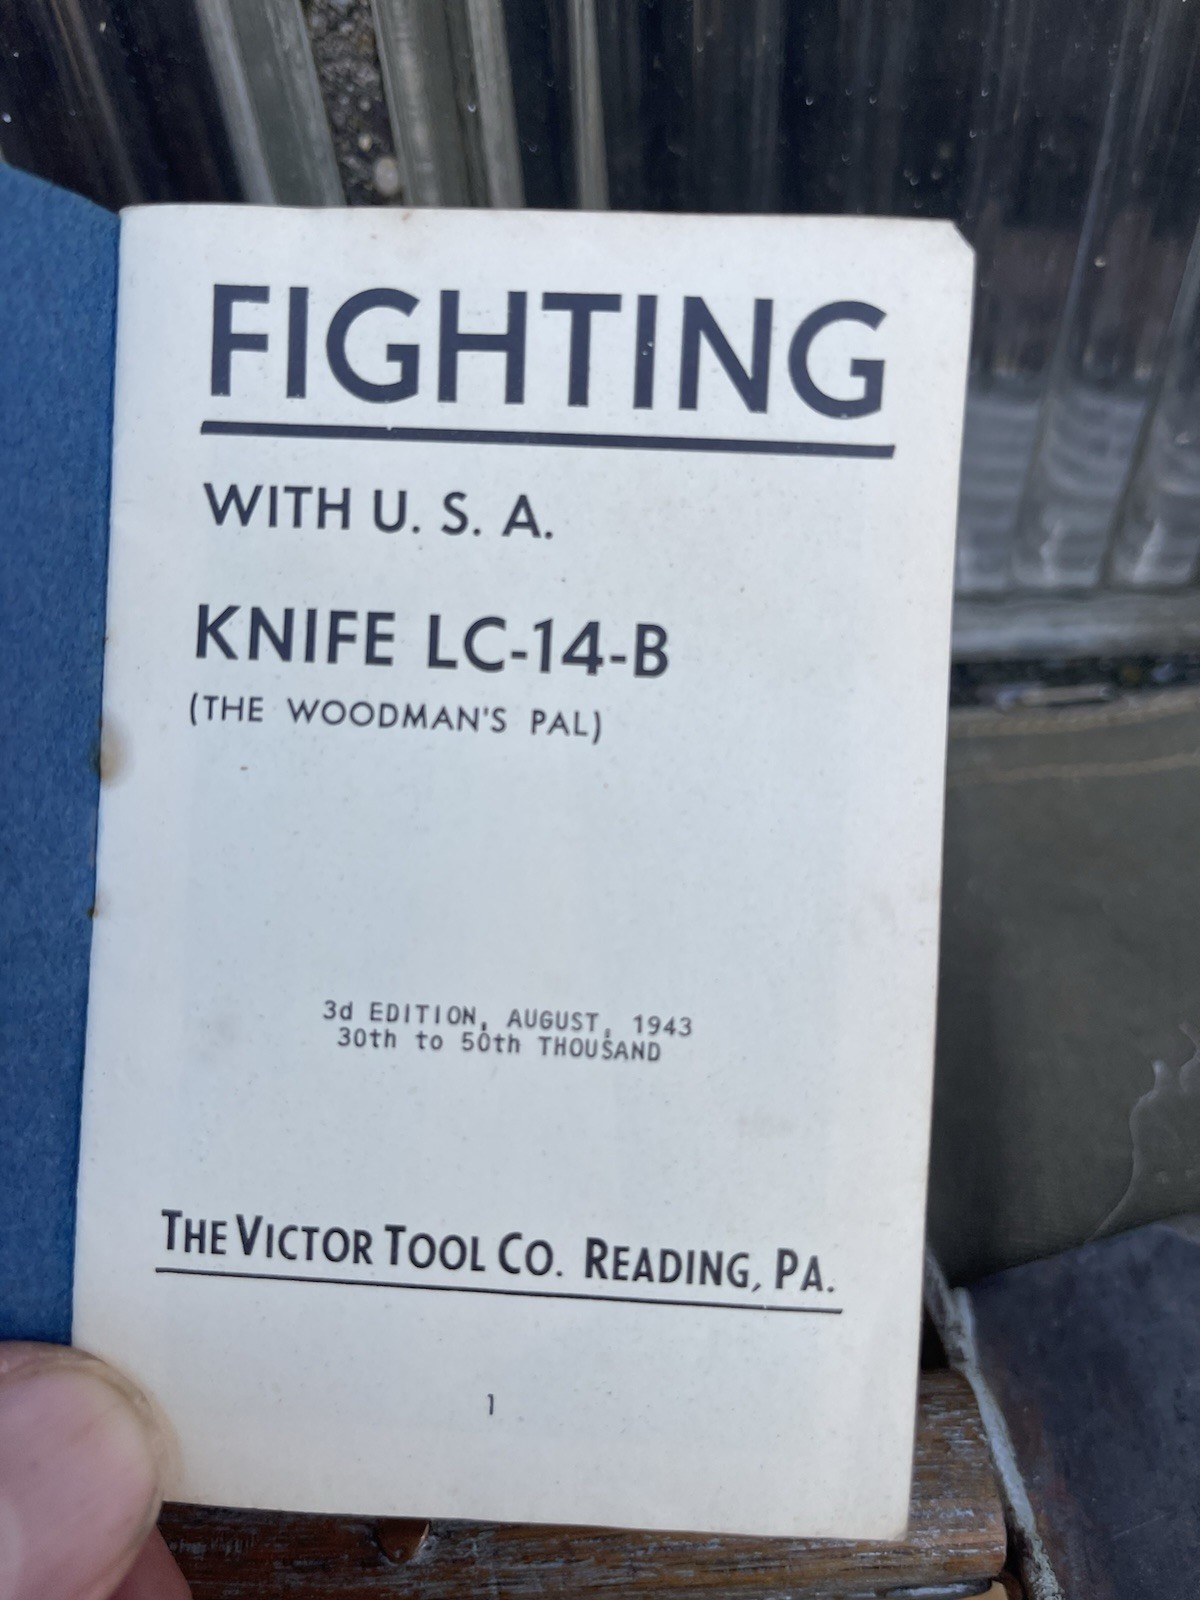 FIGHTING
WITH U. S. A.
KNIFE LC-14-B
(THE WOODMAN'S PAL)
3d EDITION, AUGUST, 1943
30th to 50th THOUSAND
THE VICTOR TOOL CO. READING, PA.
1